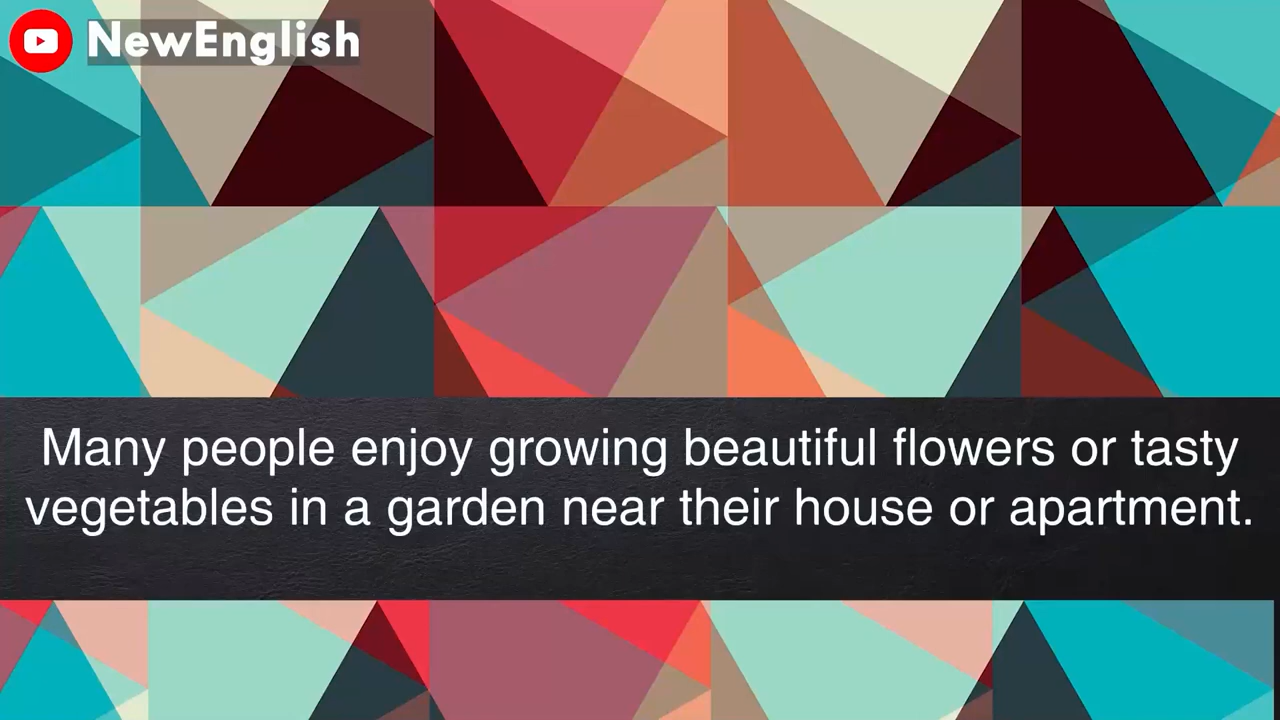 NewEnglish
Many people enjoy growing beautiful flowers or tasty
vegetables in a garden near their house or apartment.